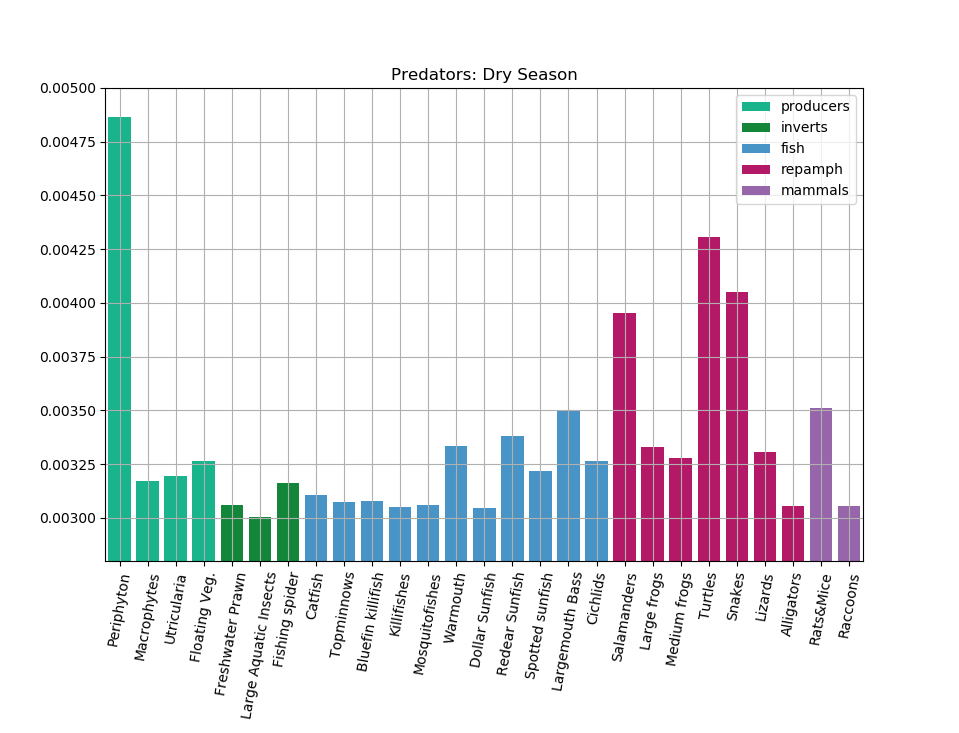 Predators: Dry Season
0.00500
0.00475
0.00450
0.00425
0.00400
0.00375
0.00350
0.00325
0.00300
producers
inverts
fish
repamph
mammals
Periphyton
Macrophytes
Utricularia
Floating Veg.
Freshwater Prawn
Large Aquatic Insects
Fishing spider
Catfish
Topminnows
Bluefin killifish
Killifishes
Mosquitofishes
Warmouth
Dollar Sunfish
Redear Sunfish
Spotted sunfish
Largemouth Bass
Cichlids
Salamanders
Large frogs
Medium frogs
Turtles
Snakes
Lizards
Alligators
Rats&Mice
Raccoons